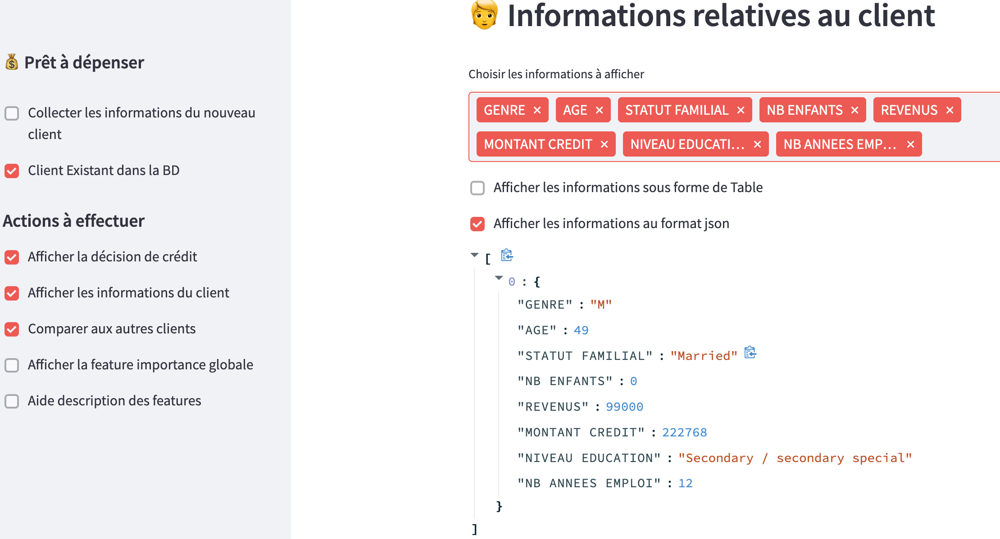 Prêt à dépenser
Collecter les informations du nouveau
client
Client Existant dans la BD
Actions à effectuer
Afficher la décision de crédit
Afficher les informations du client
Comparer aux autres clients
Afficher la feature importance globale
Aide description des features
Informations relatives au client
Choisir les informations à afficher
GENRE × AGE × STATUT FAMILIAL × NB ENFANTS × REVENUS ×
MONTANT CREDIT × NIVEAU EDUCATI... × NB ANNEES EMP... ×
Afficher les informations sous forme de Table
Afficher les informations au format json
[
0 : {
"GENRE" : "M"
"AGE" : 49
"STATUT FAMILIAL" : "Married"
"NB ENFANTS" : 0
"REVENUS" : 99000
"MONTANT CREDIT" : 222768
"NIVEAU EDUCATION" : "Secondary / secondary special"
"NB ANNEES EMPLOI" : 12
}
]